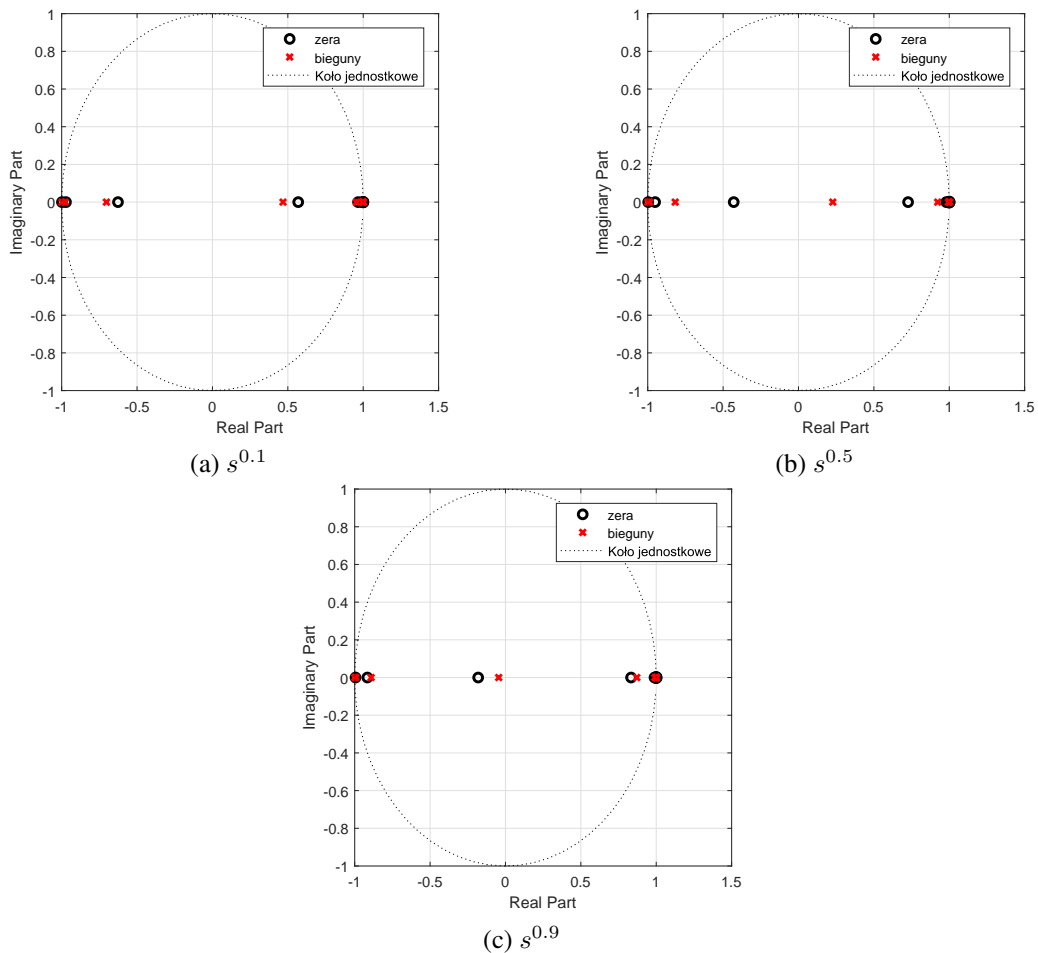 1
0.8
0.6
0.4
0.2
0
-0.2
-0.4
-0.6
-0.8
-1
Imaginary Part
-1 -0.5 0 0.5 1 1.5
Real Part
zera
bieguny
Koło jednostkowe
(a) s^0.1
1
0.8
0.6
0.4
0.2
0
-0.2
-0.4
-0.6
-0.8
-1
Imaginary Part
-1 -0.5 0 0.5 1 1.5
Real Part
zera
bieguny
Koło jednostkowe
(b) s^0.5
1
0.8
0.6
0.4
0.2
0
-0.2
-0.4
-0.6
-0.8
-1
Imaginary Part
-1 -0.5 0 0.5 1 1.5
Real Part
zera
bieguny
Koło jednostkowe
(c) s^0.9